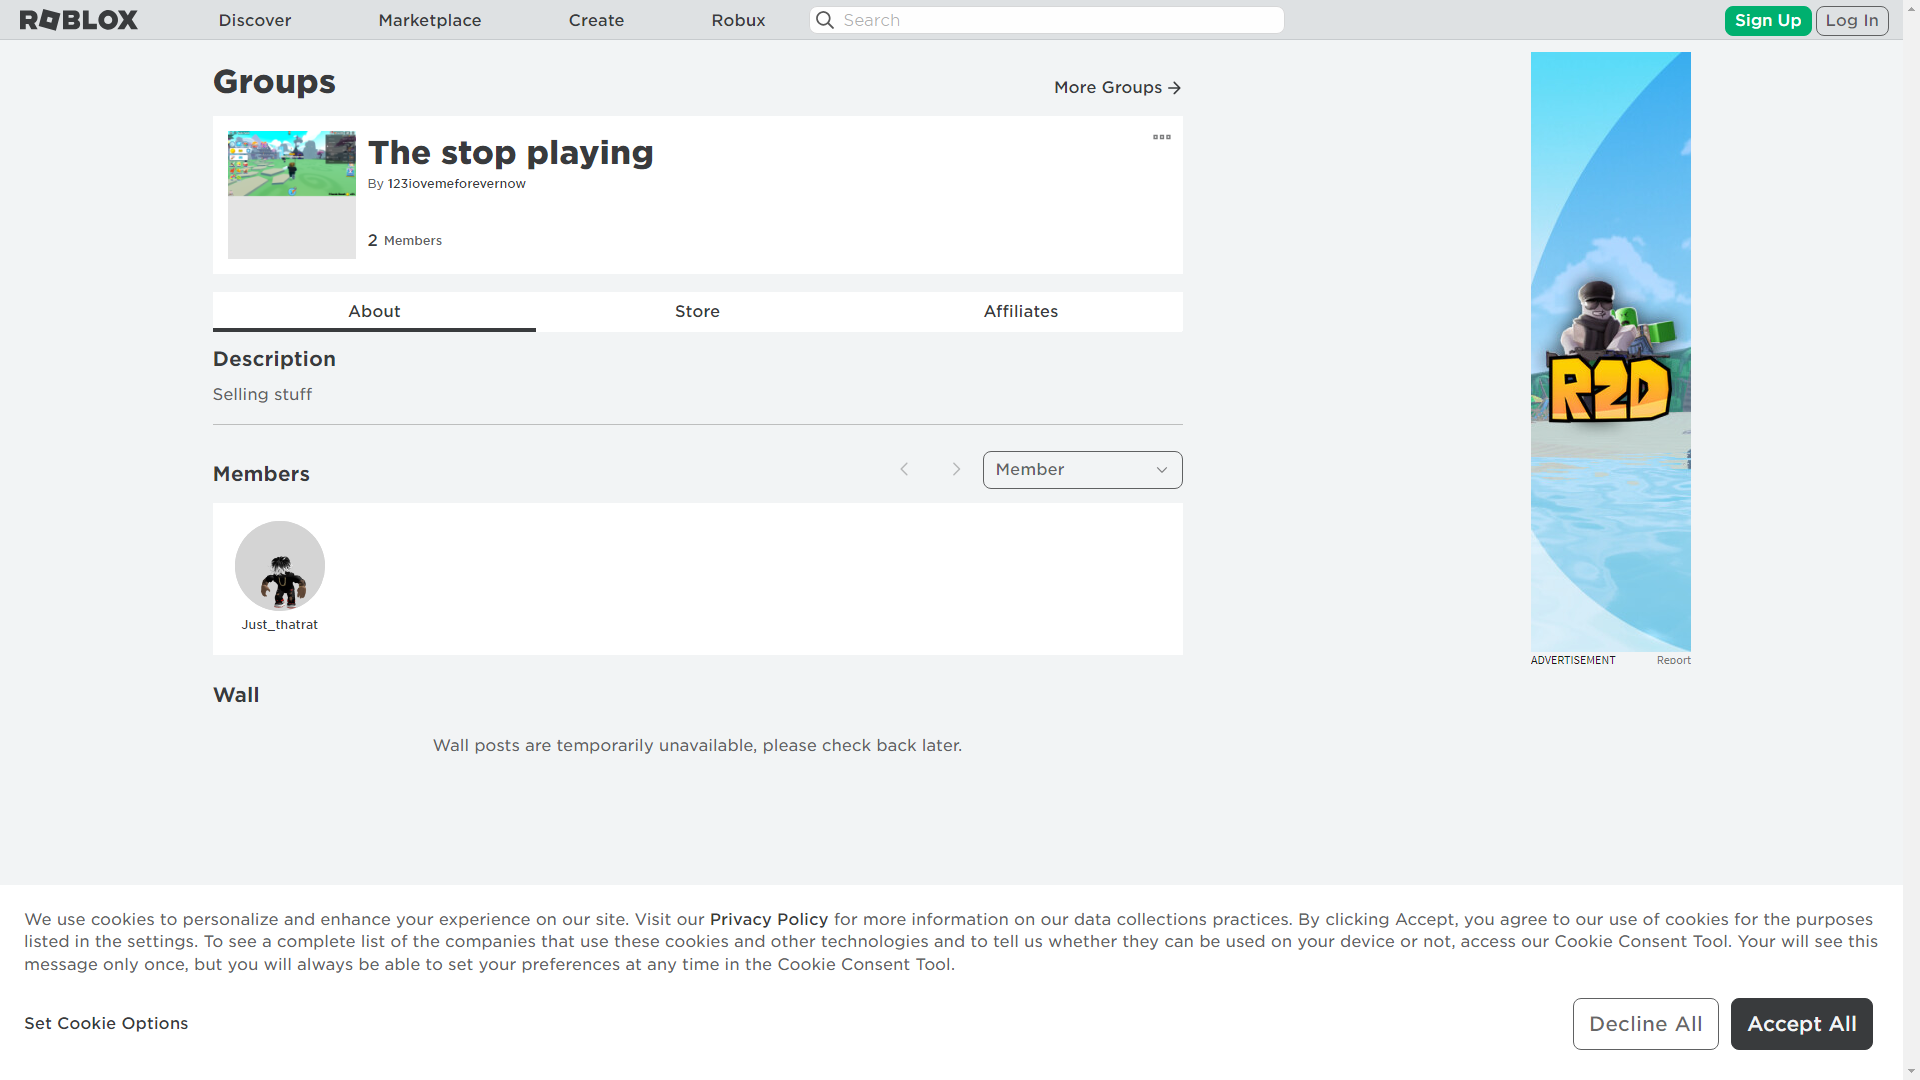 ROBLOX
Discover
Marketplace
Create
Robux
Search
Sign Up
Log In
Groups
More Groups
The stop playing
By 123iovemeforevernow
2 Members
About
Store
Affiliates
Description
Selling stuff
Members
Member
Just_thatrat
Wall
Wall posts are temporarily unavailable, please check back later.
R2D
ADVERTISEMENT
Report
We use cookies to personalize and enhance your experience on our site. Visit our Privacy Policy for more information on our data collections practices. By clicking Accept, you agree to our use of cookies for the purposes
listed in the settings. To see a complete list of the companies that use these cookies and other technologies and to tell us whether they can be used on your device or not, access our Cookie Consent Tool. Your will see this
message only once, but you will always be able to set your preferences at any time in the Cookie Consent Tool.
Set Cookie Options
Decline All
Accept All